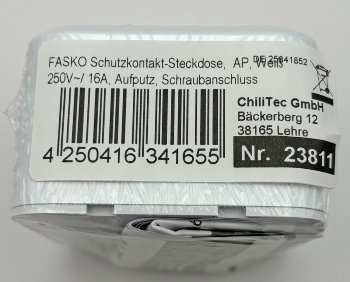 FASKO Schutzkontakt-Steckdose, AP, Weiß
250V~/ 16A, Aufputz, Schraubanschluss
DE 25841852
ChiliTec GmbH
Bäckerberg 12
38165 Lehre
Nr. 23811
4 250416 341655